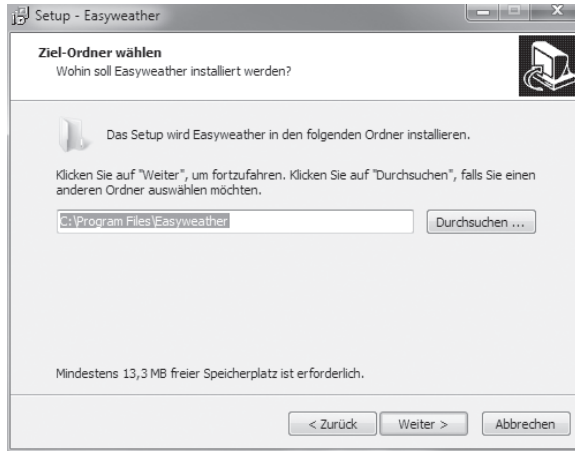 Setup - Easyweather
Ziel-Ordner wählen
Wohin soll Easyweather installiert werden?
Das Setup wird Easyweather in den folgenden Ordner installieren.
Klicken Sie auf "Weiter", um fortzufahren. Klicken Sie auf "Durchsuchen", falls Sie einen
anderen Ordner auswählen möchten.
C:\Program Files\Easyweather
Durchsuchen ...
Mindestens 13,3 MB freier Speicherplatz ist erforderlich.
< Zurück
Weiter >
Abbrechen